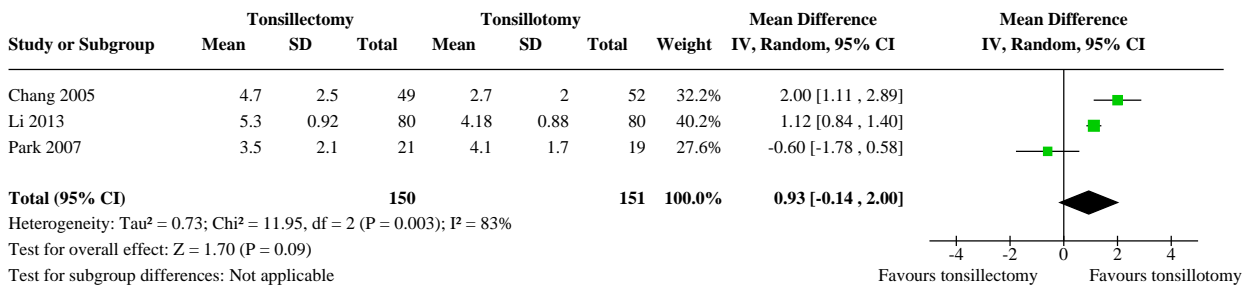 Tonsillectomy Tonsillotomy Mean Difference Mean Difference
Study or Subgroup Mean SD Total Mean SD Total Weight IV, Random, 95% CI IV, Random, 95% CI
Chang 2005 4.7 2.5 49 2.7 2 52 32.2% 2.00 [1.11 , 2.89]
Li 2013 5.3 0.92 80 4.18 0.88 80 40.2% 1.12 [0.84 , 1.40]
Park 2007 3.5 2.1 21 4.1 1.7 19 27.6% -0.60 [-1.78 , 0.58]
Total (95% CI) 150 151 100.0% 0.93 [-0.14 , 2.00]
Heterogeneity: Tau² = 0.73; Chi² = 11.95, df = 2 (P = 0.003); I² = 83%
Test for overall effect: Z = 1.70 (P = 0.09)
-4 -2 0 2 4
Test for subgroup differences: Not applicable Favours tonsillectomy Favours tonsillotomy